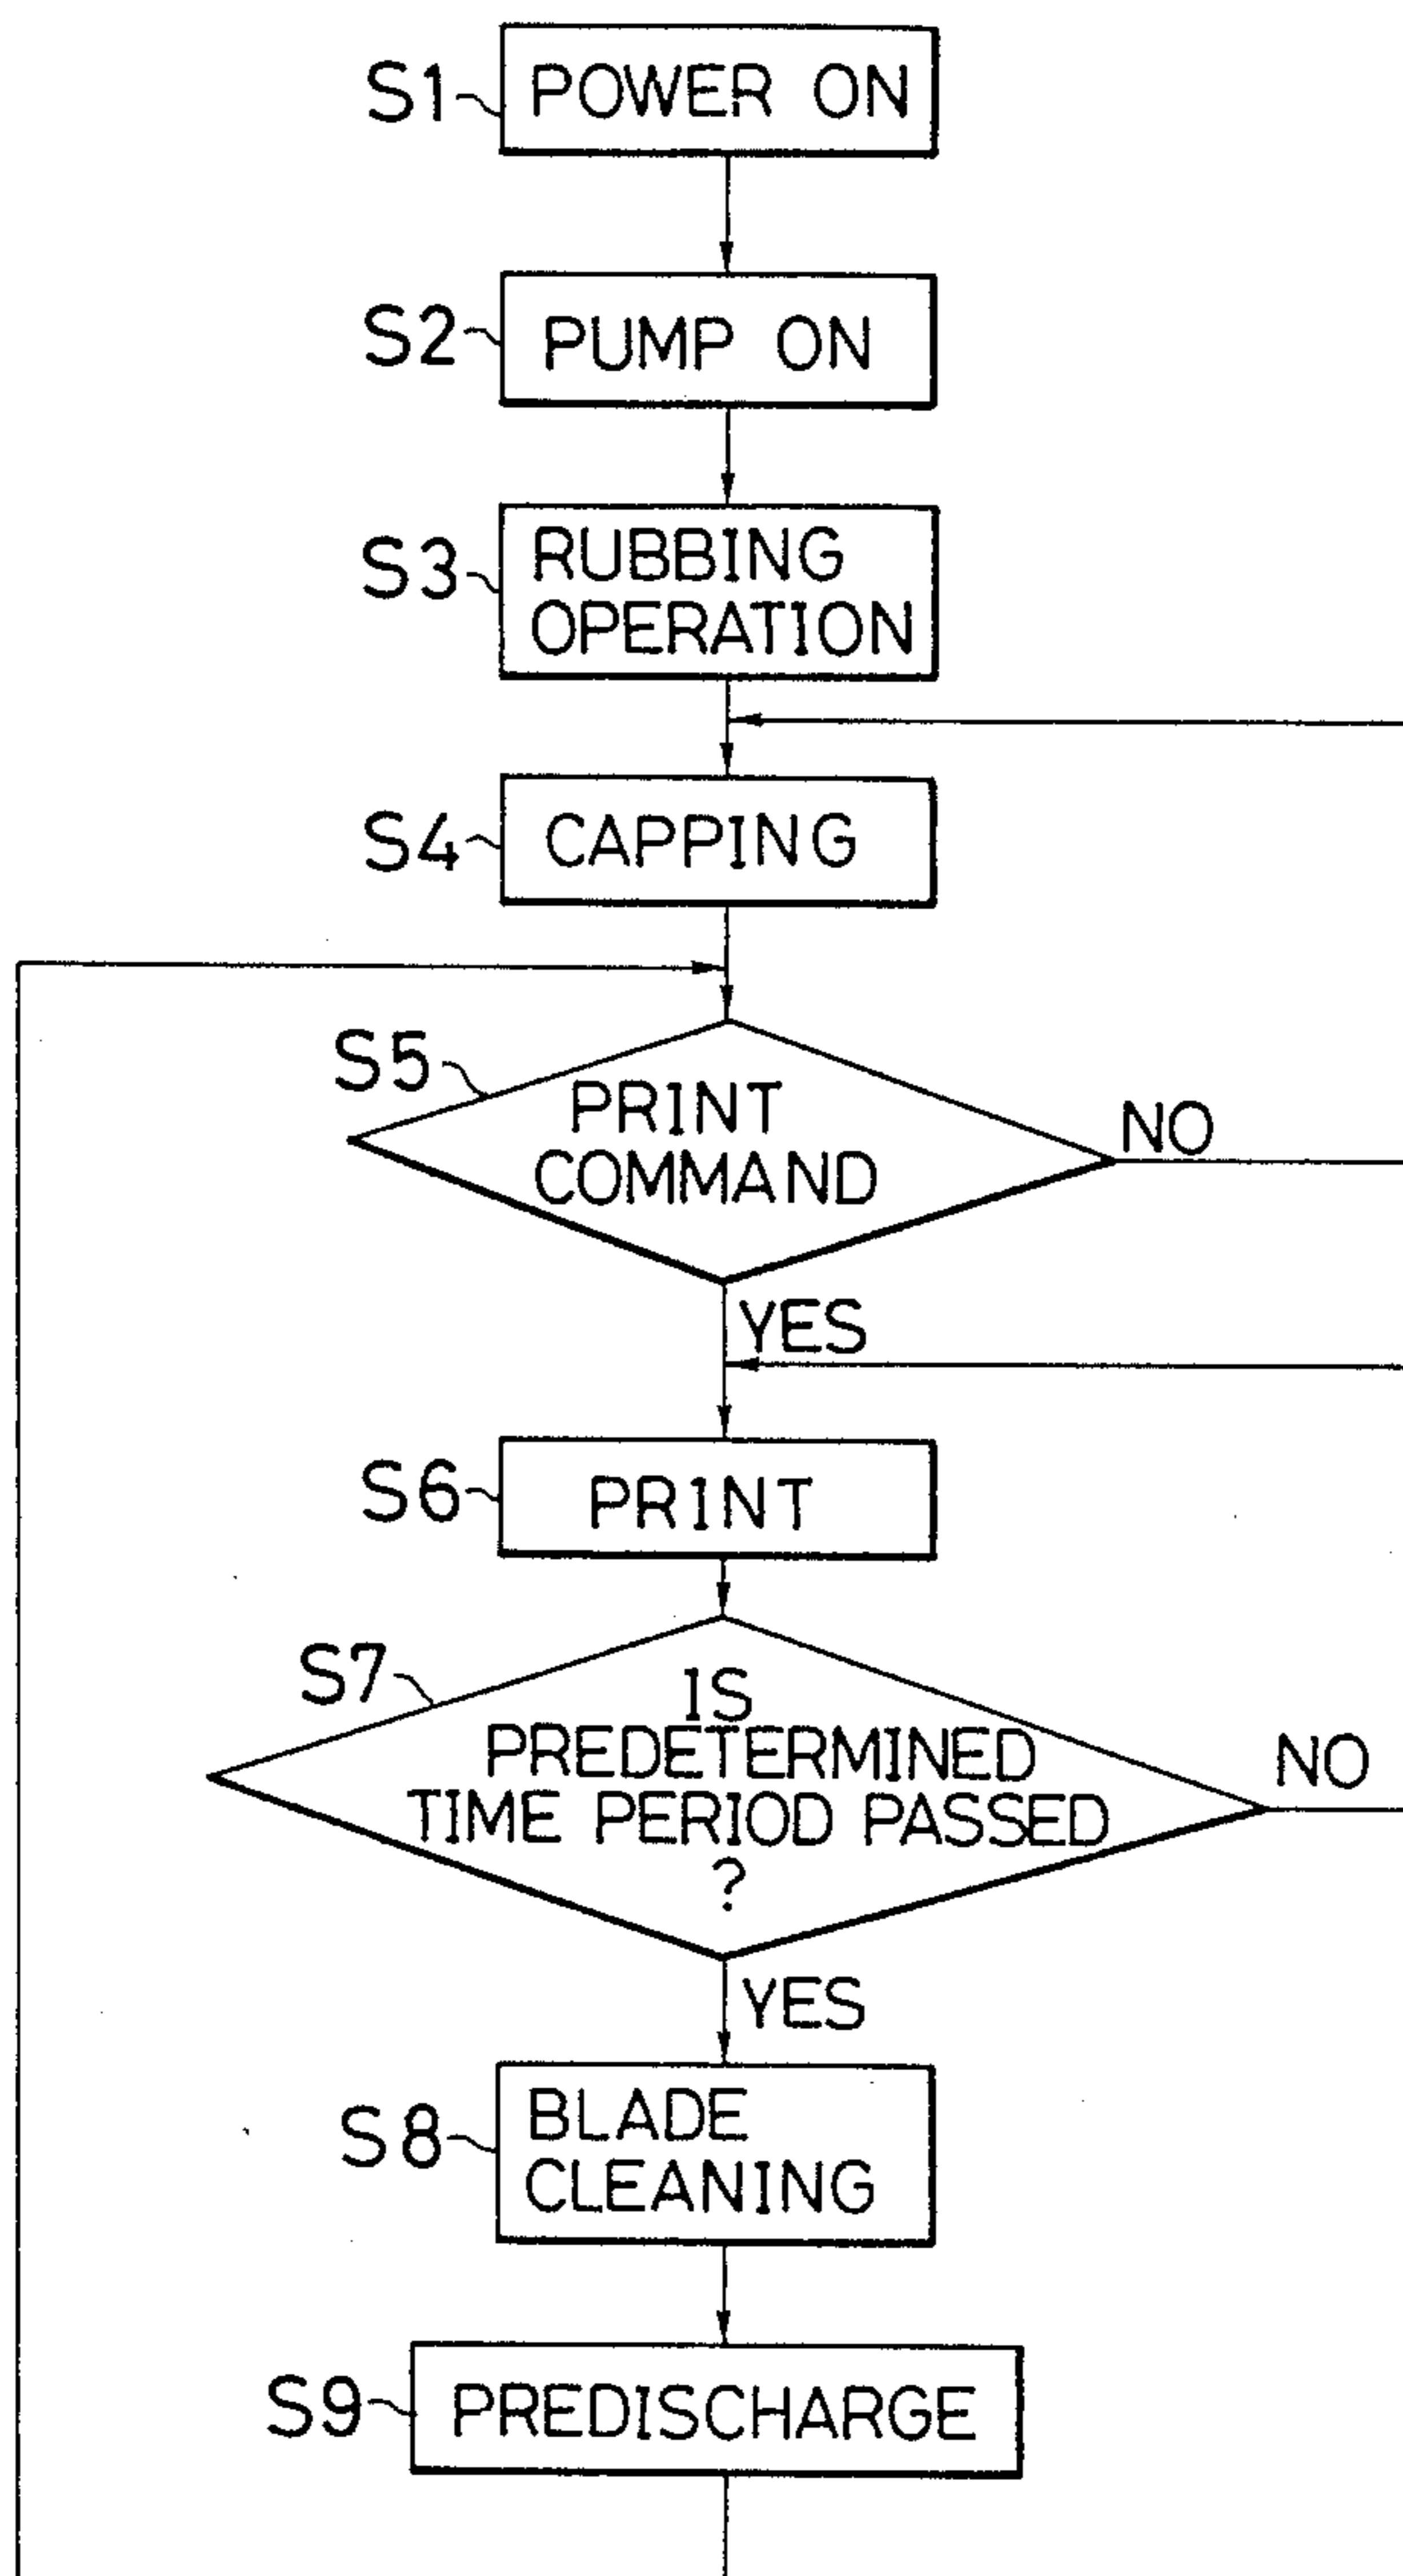 S1 POWER ON
S2 PUMP ON
S3 RUBBING
OPERATION
S4 CAPPING
S5 PRINT
COMMAND
NO
YES
S6 PRINT
S7 IS
PREDETERMINED
TIME PERIOD PASSED
?
NO
YES
S8 BLADE
CLEANING
S9 PREDISCHARGE